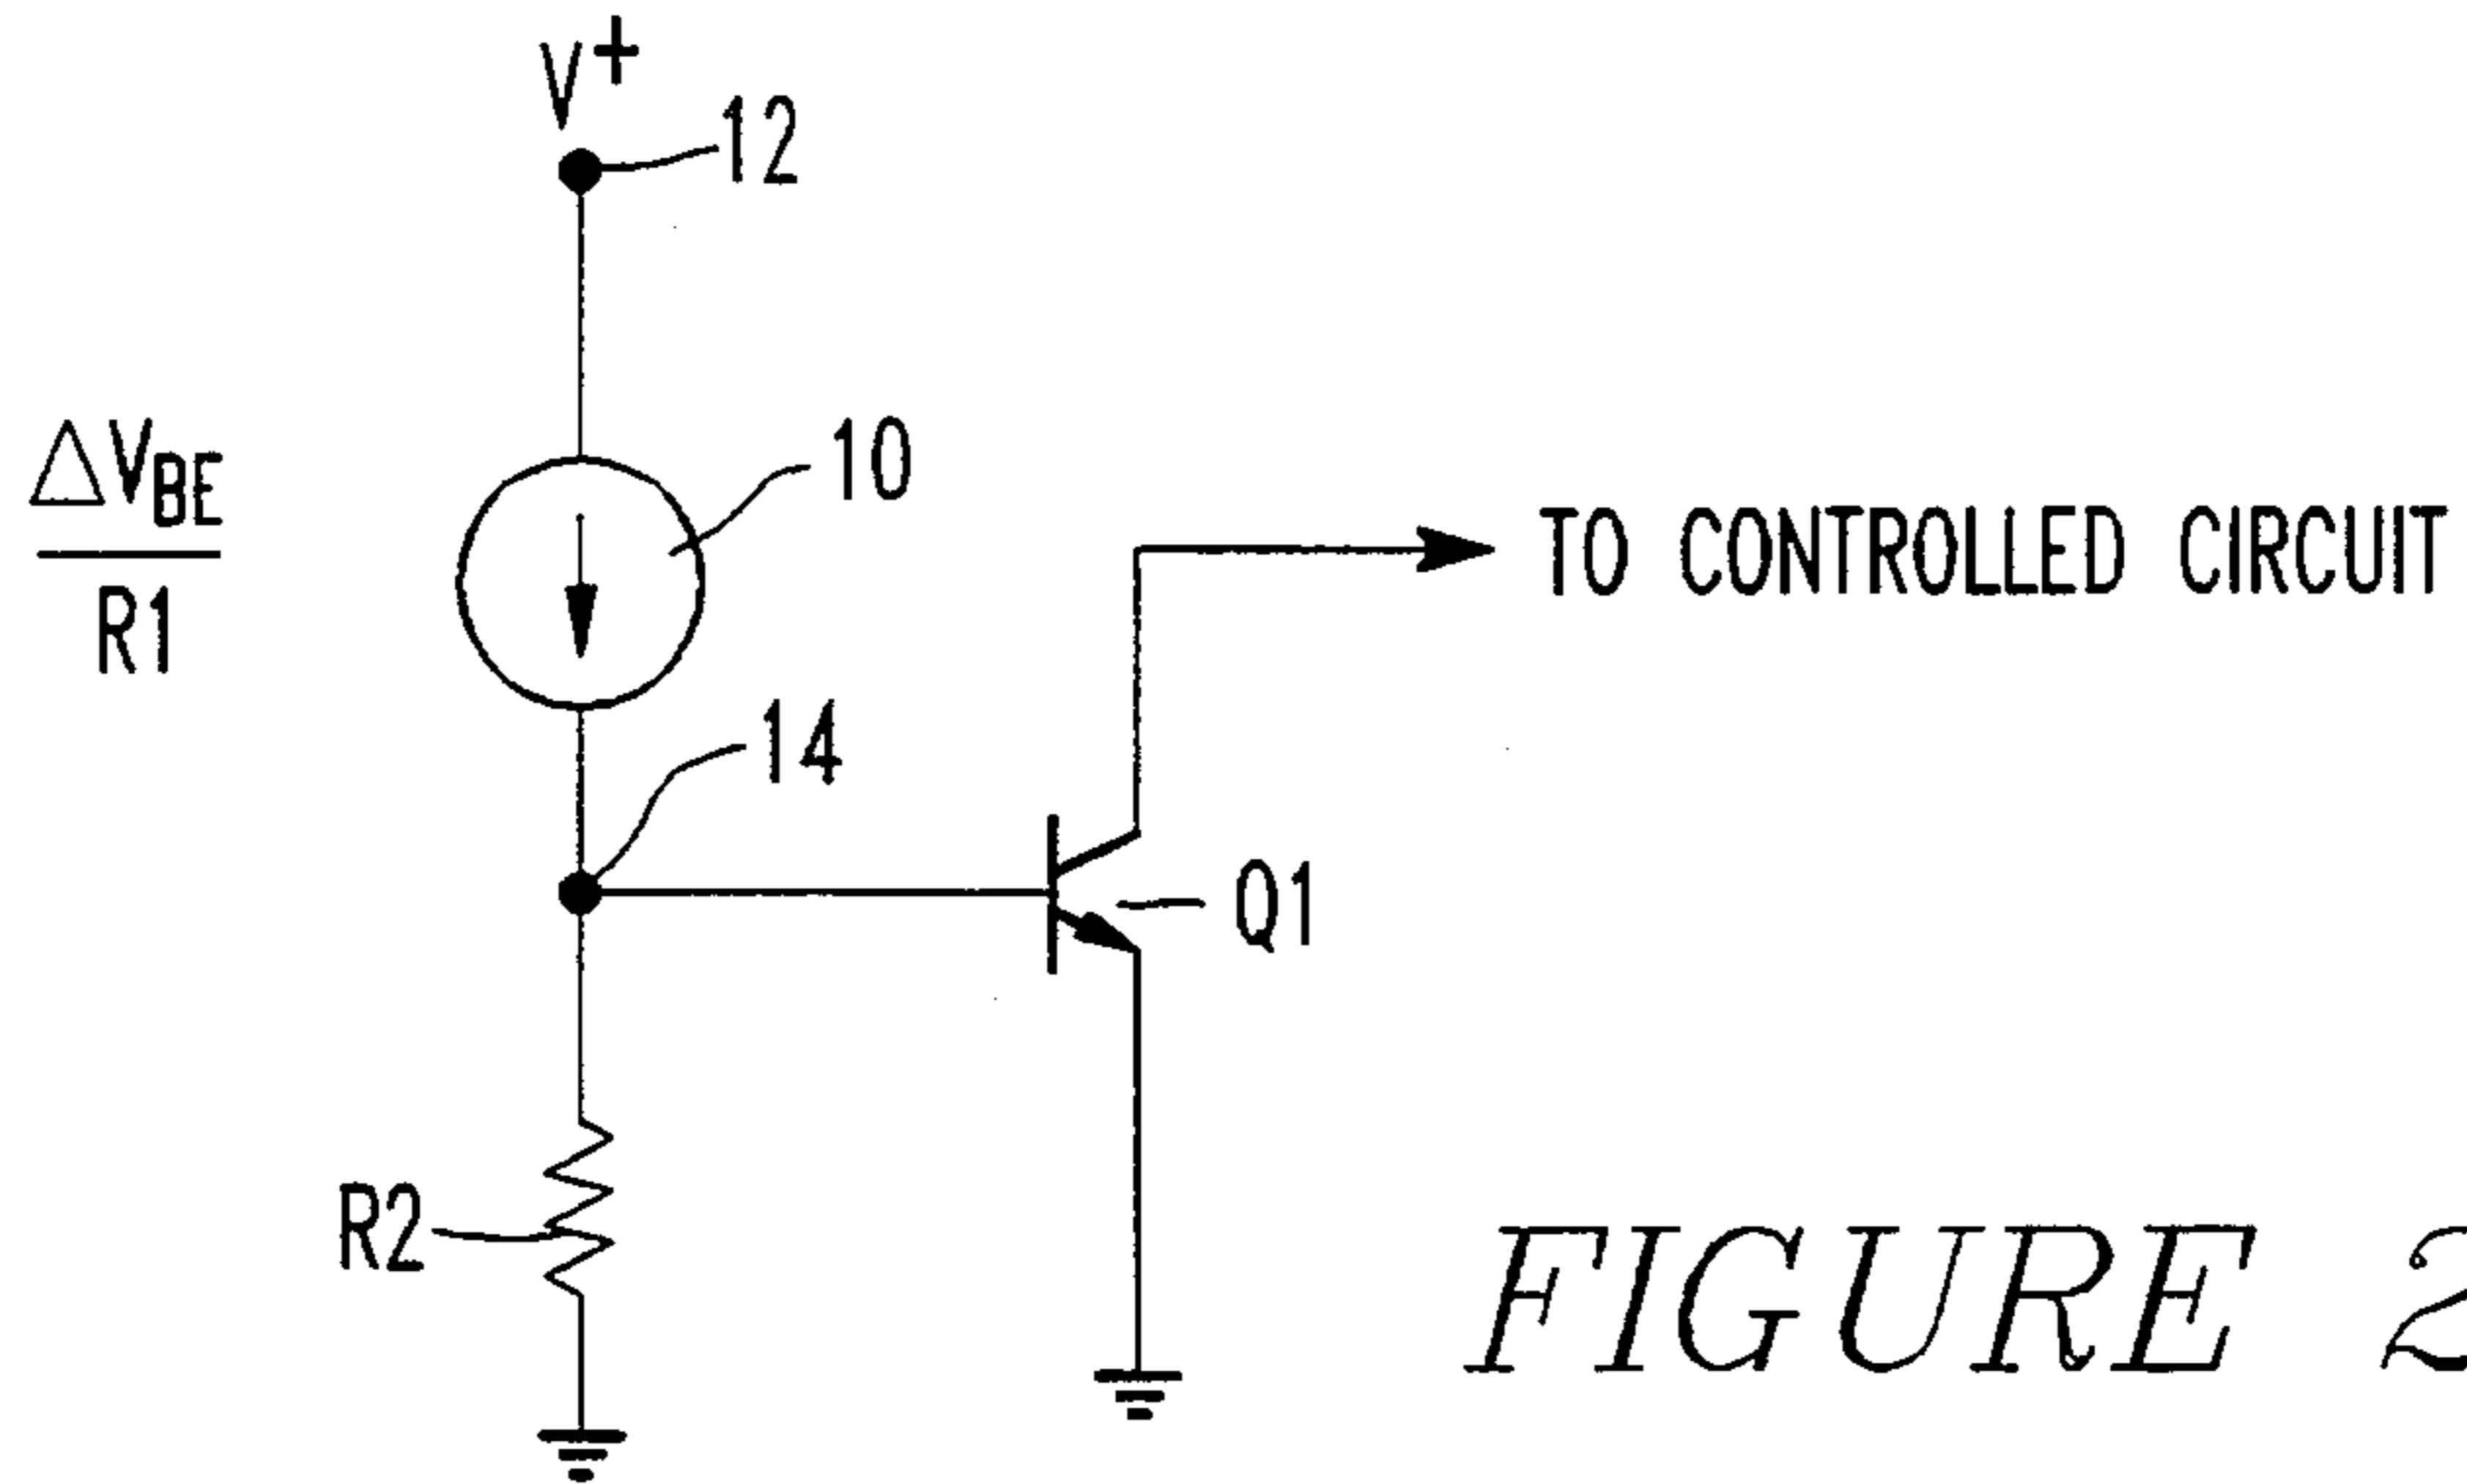 V+
12
ΔVBE
R1
10
TO CONTROLLED CIRCUIT
14
Q1
R2
FIGURE 2